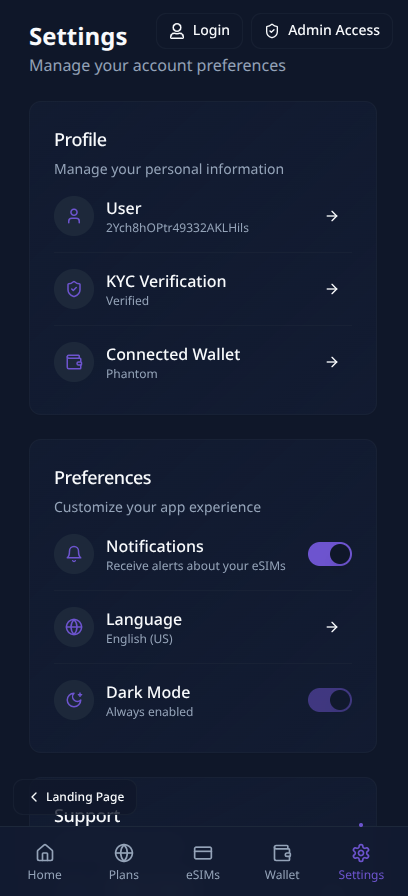 Settings
Login
Admin Access
Manage your account preferences
Profile
Manage your personal information
User
2Ych8hOPtr49332AKLHils
KYC Verification
Verified
Connected Wallet
Phantom
Preferences
Customize your app experience
Notifications
Receive alerts about your eSIMs
Language
English (US)
Dark Mode
Always enabled
Landing Page
Support
Home
Plans
eSIMs
Wallet
Settings